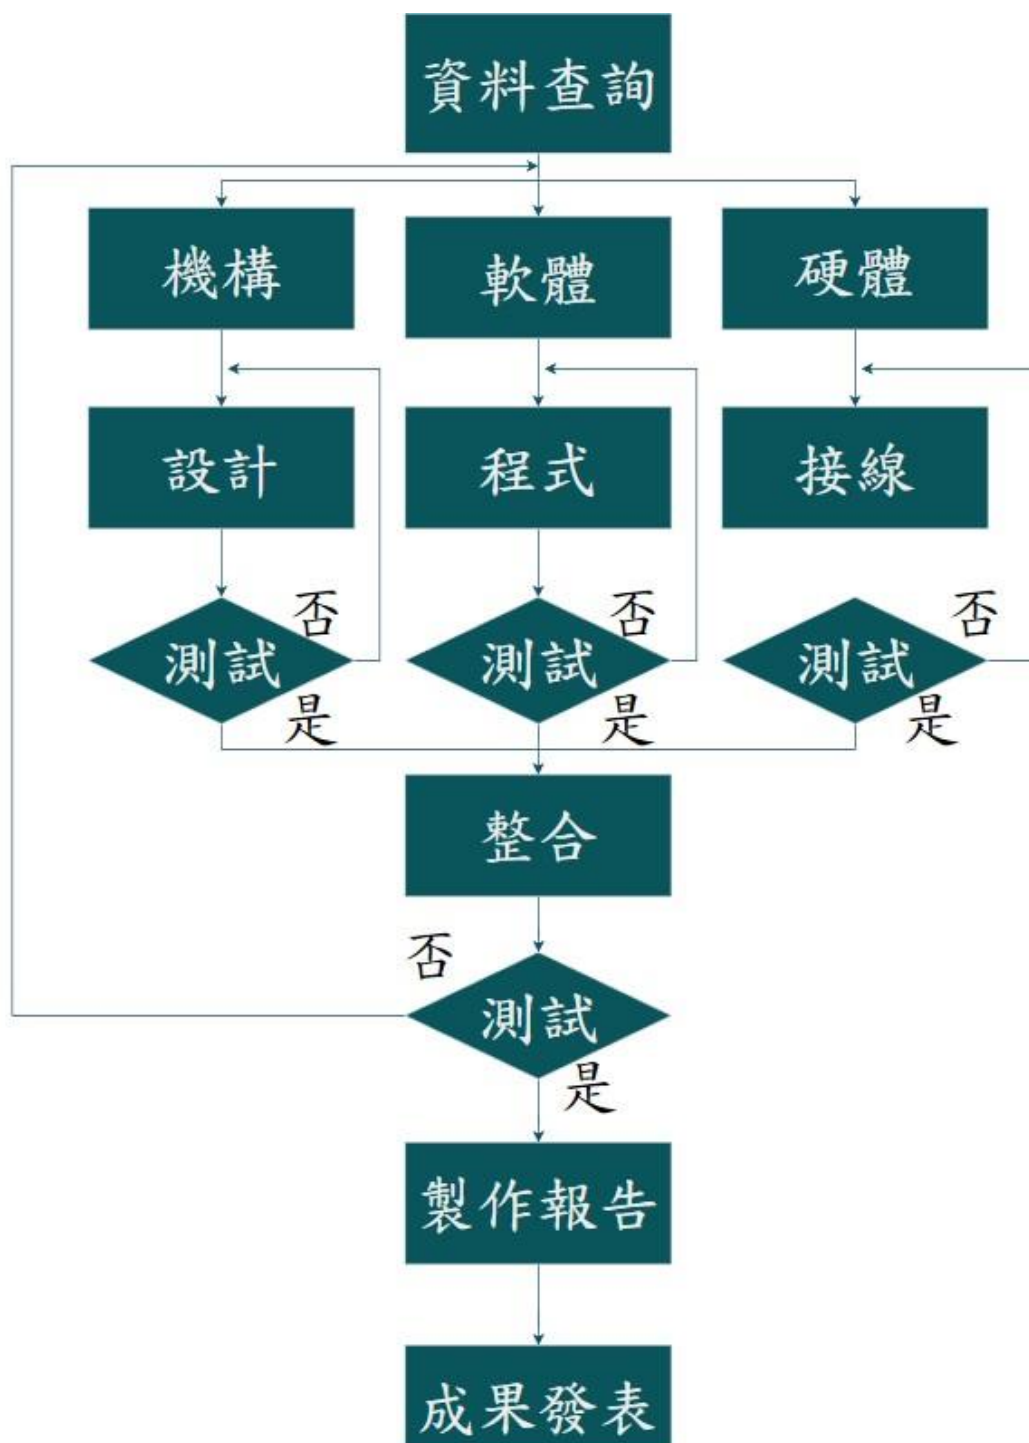 資料查詢
機構
軟體
硬體
設計
程式
接線
否
否
否
測試
測試
測試
是
是
是
整合
否
測試
是
製作報告
成果發表